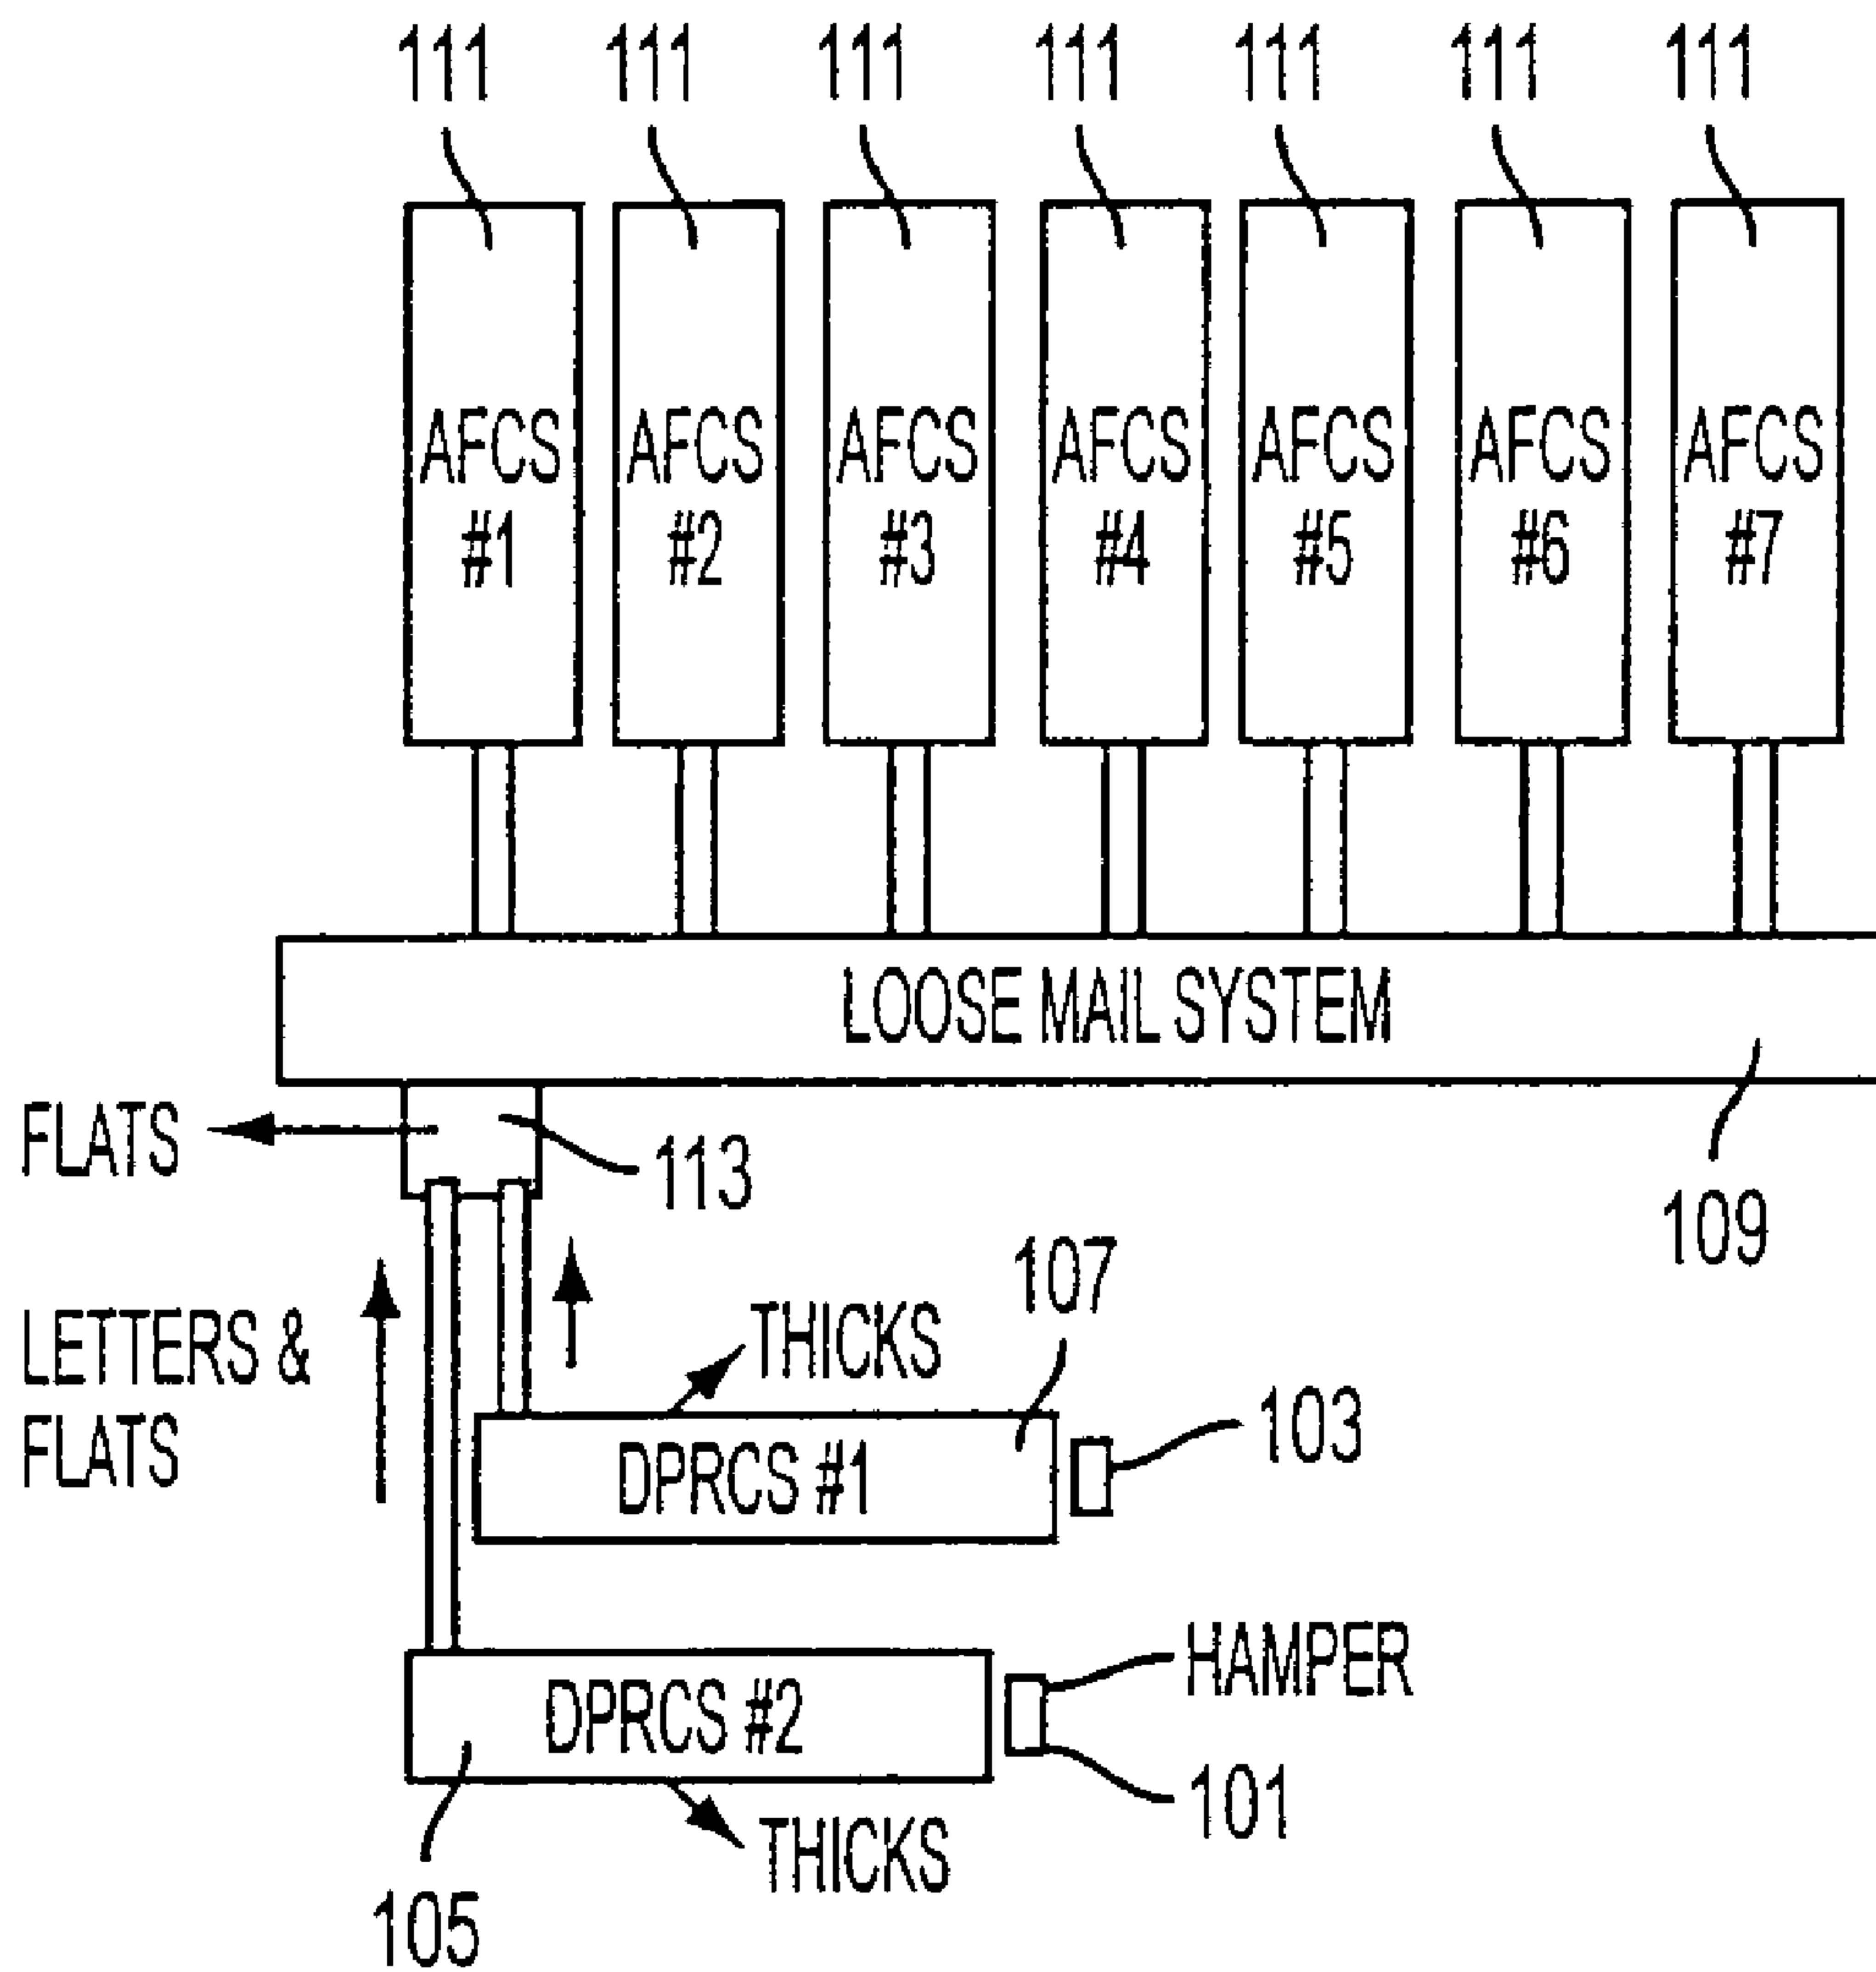 111 111 111 111 111 111 111
AFCS AFCS AFCS AFCS AFCS AFCS AFCS
#1 #2 #3 #4 #5 #6 #7
LOOSE MAIL SYSTEM
FLATS
113
109
107
LETTERS &
FLATS
THICKS
103
DPRCS #1
HAMPER
DPRCS #2
101
THICKS
105